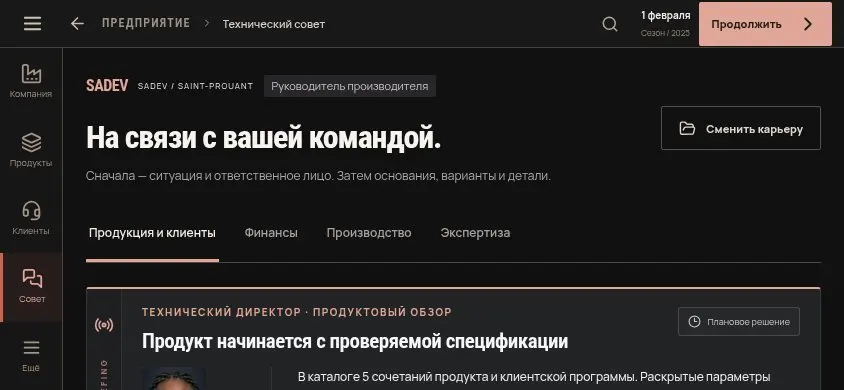 ПРЕДПРИЯТИЕ
Технический совет
1 февраля
Сезон / 2025
Продолжить
Компания
Продукты
Клиенты
Совет
Ещё
SADEV SADEV / SAINT-PROUANT Руководитель производителя
На связи с вашей командой.
Сменить карьеру
Сначала — ситуация и ответственное лицо. Затем основания, варианты и детали.
Продукция и клиенты Финансы Производство Экспертиза
ТЕХНИЧЕСКИЙ ДИРЕКТОР · ПРОДУКТОВЫЙ ОБЗОР
Плановое решение
Продукт начинается с проверяемой спецификации
В каталоге 5 сочетаний продукта и клиентской программы. Раскрытые параметры